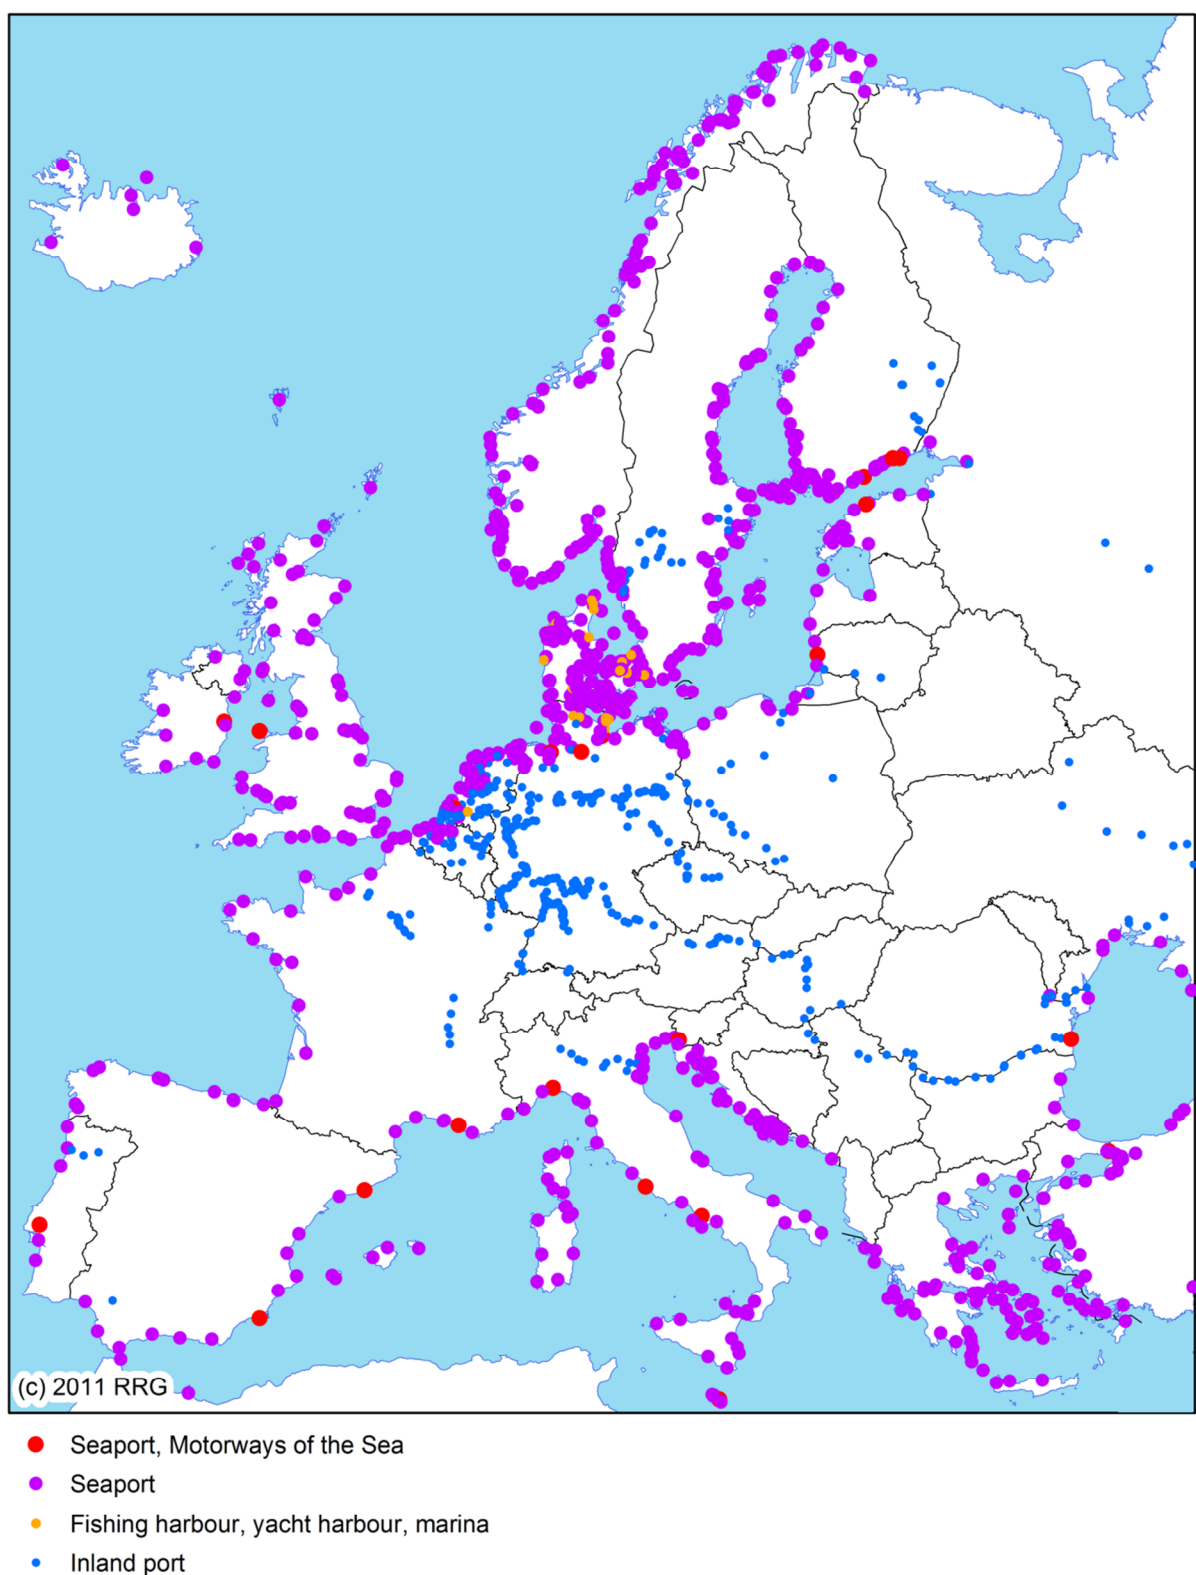 (c) 2011 RRG
Seaport, Motorways of the Sea
Seaport
Fishing harbour, yacht harbour, marina
Inland port